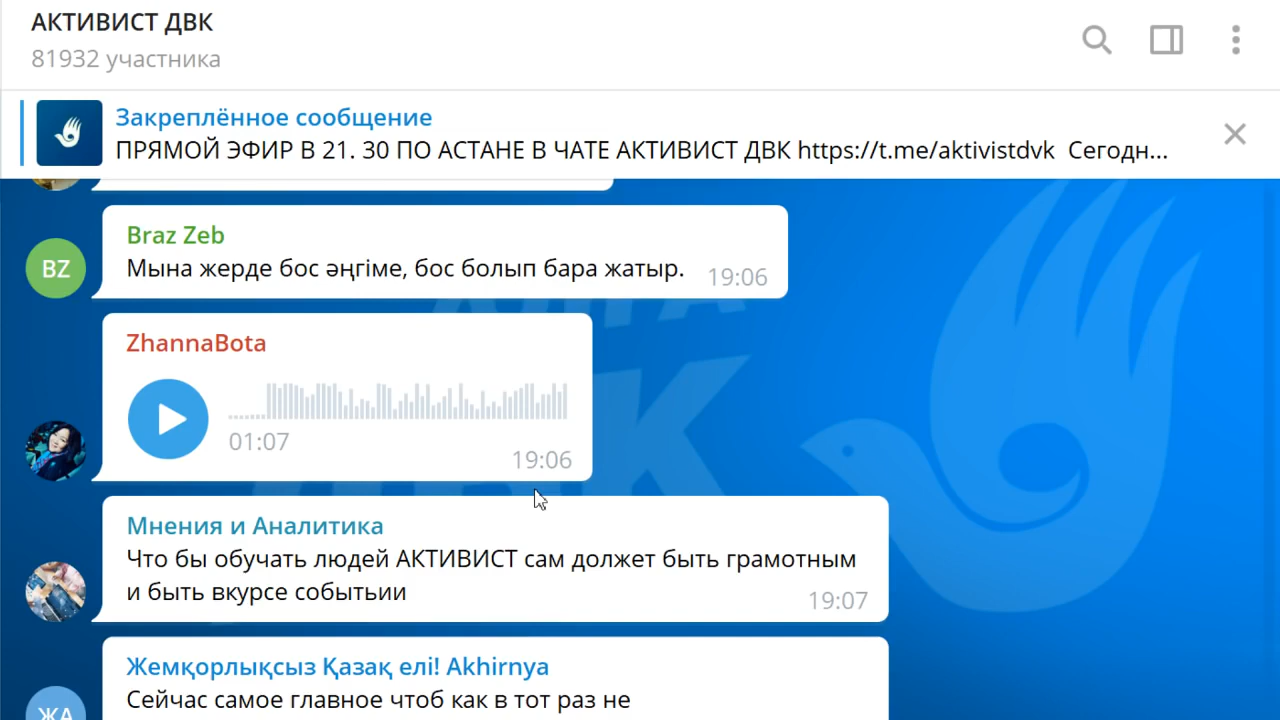 АКТИВИСТ ДВК
81932 участника
Закреплённое сообщение
ПРЯМОЙ ЭФИР В 21. 30 ПО АСТАНЕ В ЧАТЕ АКТИВИСТ ДВК https://t.me/aktivistdvk Сегодн...
Braz Zeb
BZ
Мына жерде бос әңгіме, бос болып бара жатыр.
19:06
ZhannaBota
01:07
19:06
Мнения и Аналитика
Что бы обучать людей АКТИВИСТ сам должет быть грамотным
и быть вкурсе событьии
19:07
Жемқорлықсыз Қазақ елі! Akhirnya
ЖА
Сейчас самое главное чтоб как в тот раз не